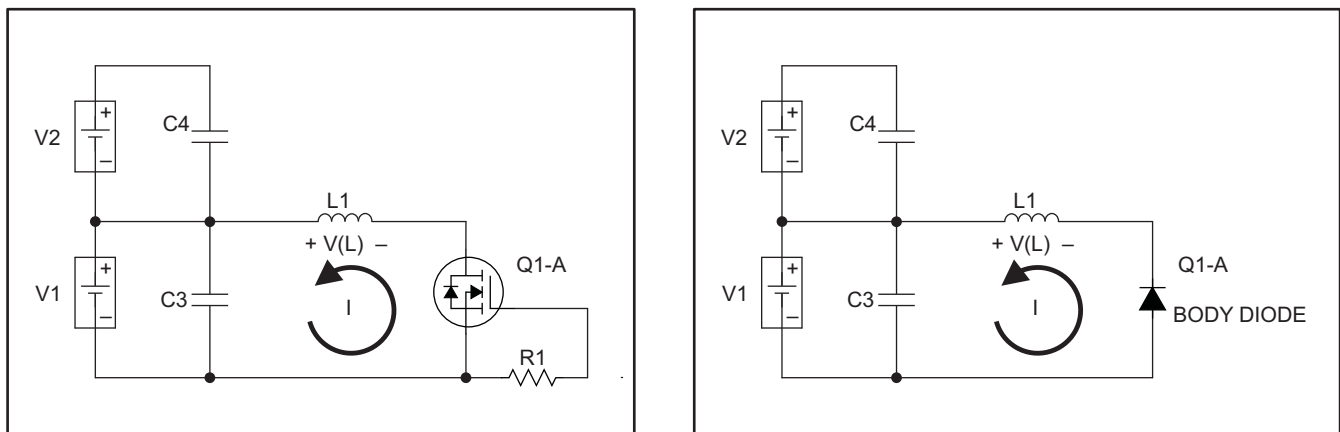 V2
+
–
C4
L1
+ V(L) –
V1
+
–
C3
I
Q1-A
R1
V2
+
–
C4
L1
+ V(L) –
V1
+
–
C3
I
Q1-A
BODY DIODE